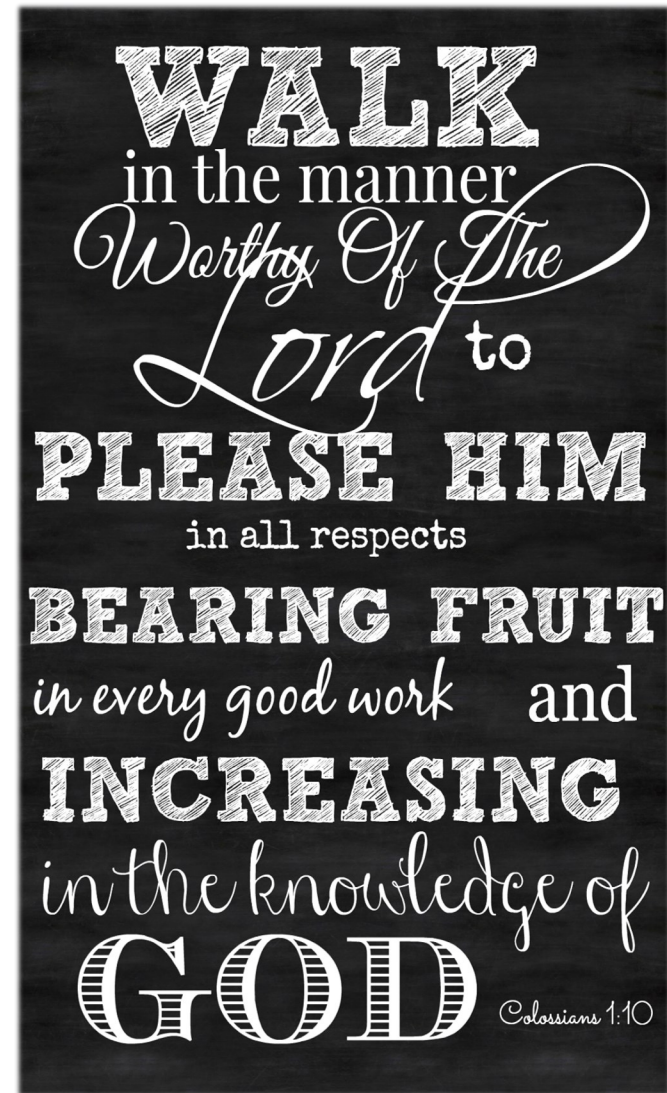 WALK
in the manner
Worthy Of The
Lord to
PLEASE HIM
in all respects
BEARING FRUIT
in every good work and
INCREASING
in the knowledge of
GOD Colossians 1:10